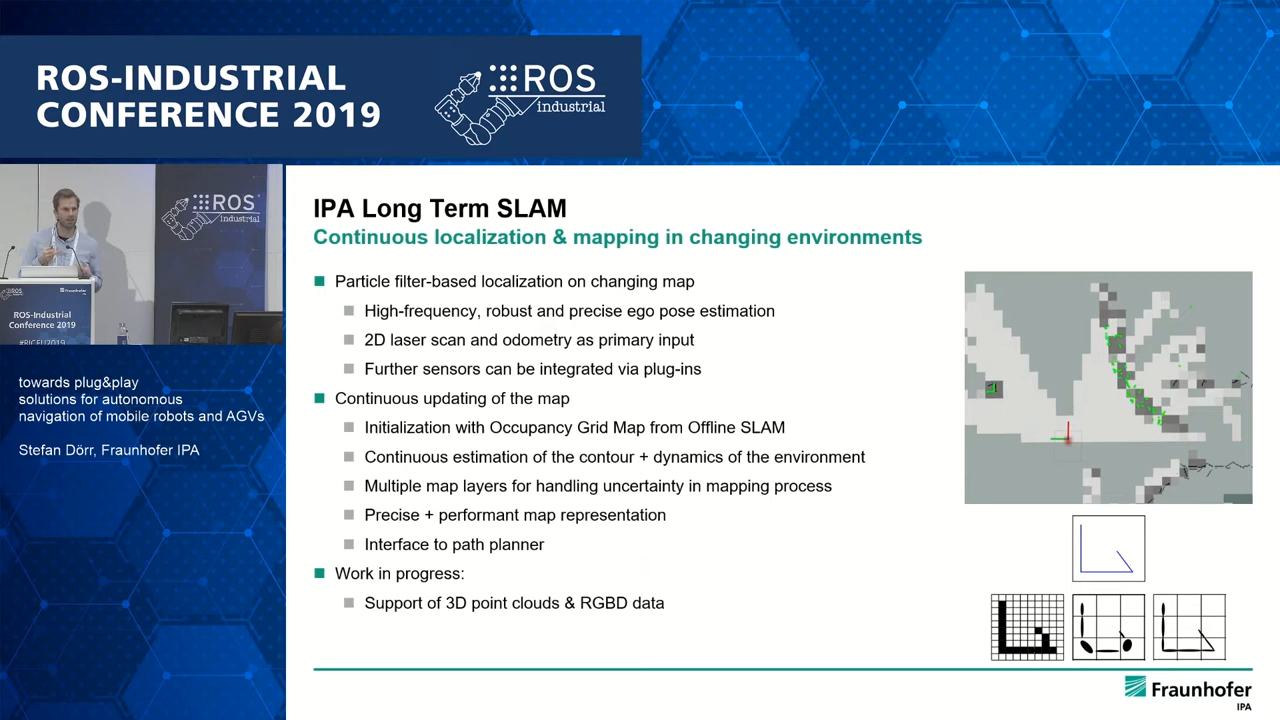 ROS-INDUSTRIAL
CONFERENCE 2019
ROS
industrial
ROS
industrial
ROS-Industrial
Conference 2019
#RICEU2019
towards plug&play
solutions for autonomous
navigation of mobile robots and AGVs
Stefan Dörr, Fraunhofer IPA
IPA Long Term SLAM
Continuous localization & mapping in changing environments
Particle filter-based localization on changing map
High-frequency, robust and precise ego pose estimation
2D laser scan and odometry as primary input
Further sensors can be integrated via plug-ins
Continuous updating of the map
Initialization with Occupancy Grid Map from Offline SLAM
Continuous estimation of the contour + dynamics of the environment
Multiple map layers for handling uncertainty in mapping process
Precise + performant map representation
Interface to path planner
Work in progress:
Support of 3D point clouds & RGBD data
Fraunhofer
IPA